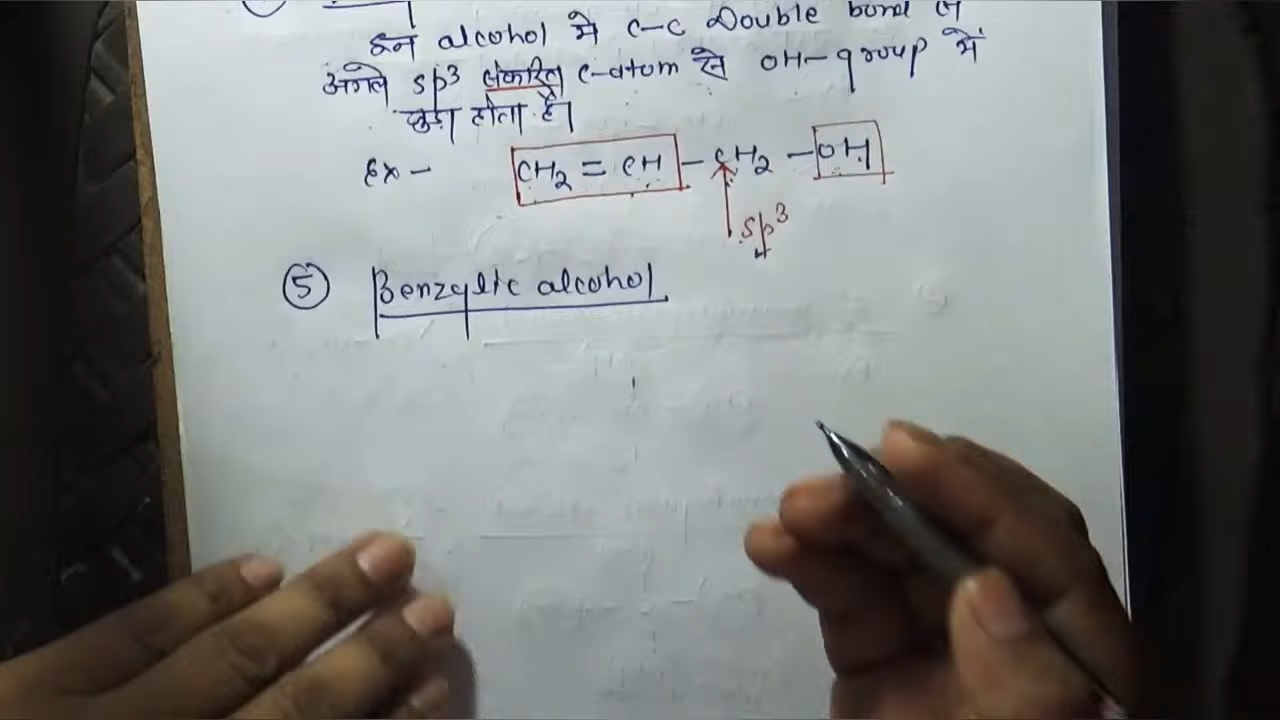 इन alcohol मे c-c Double bond से
अगले sp³ संकरित c-atom से OH-group में
जुड़ा होता है।
Ex - CH₂ = CH - CH₂ - OH
sp³
⑤ Benzylic alcohol